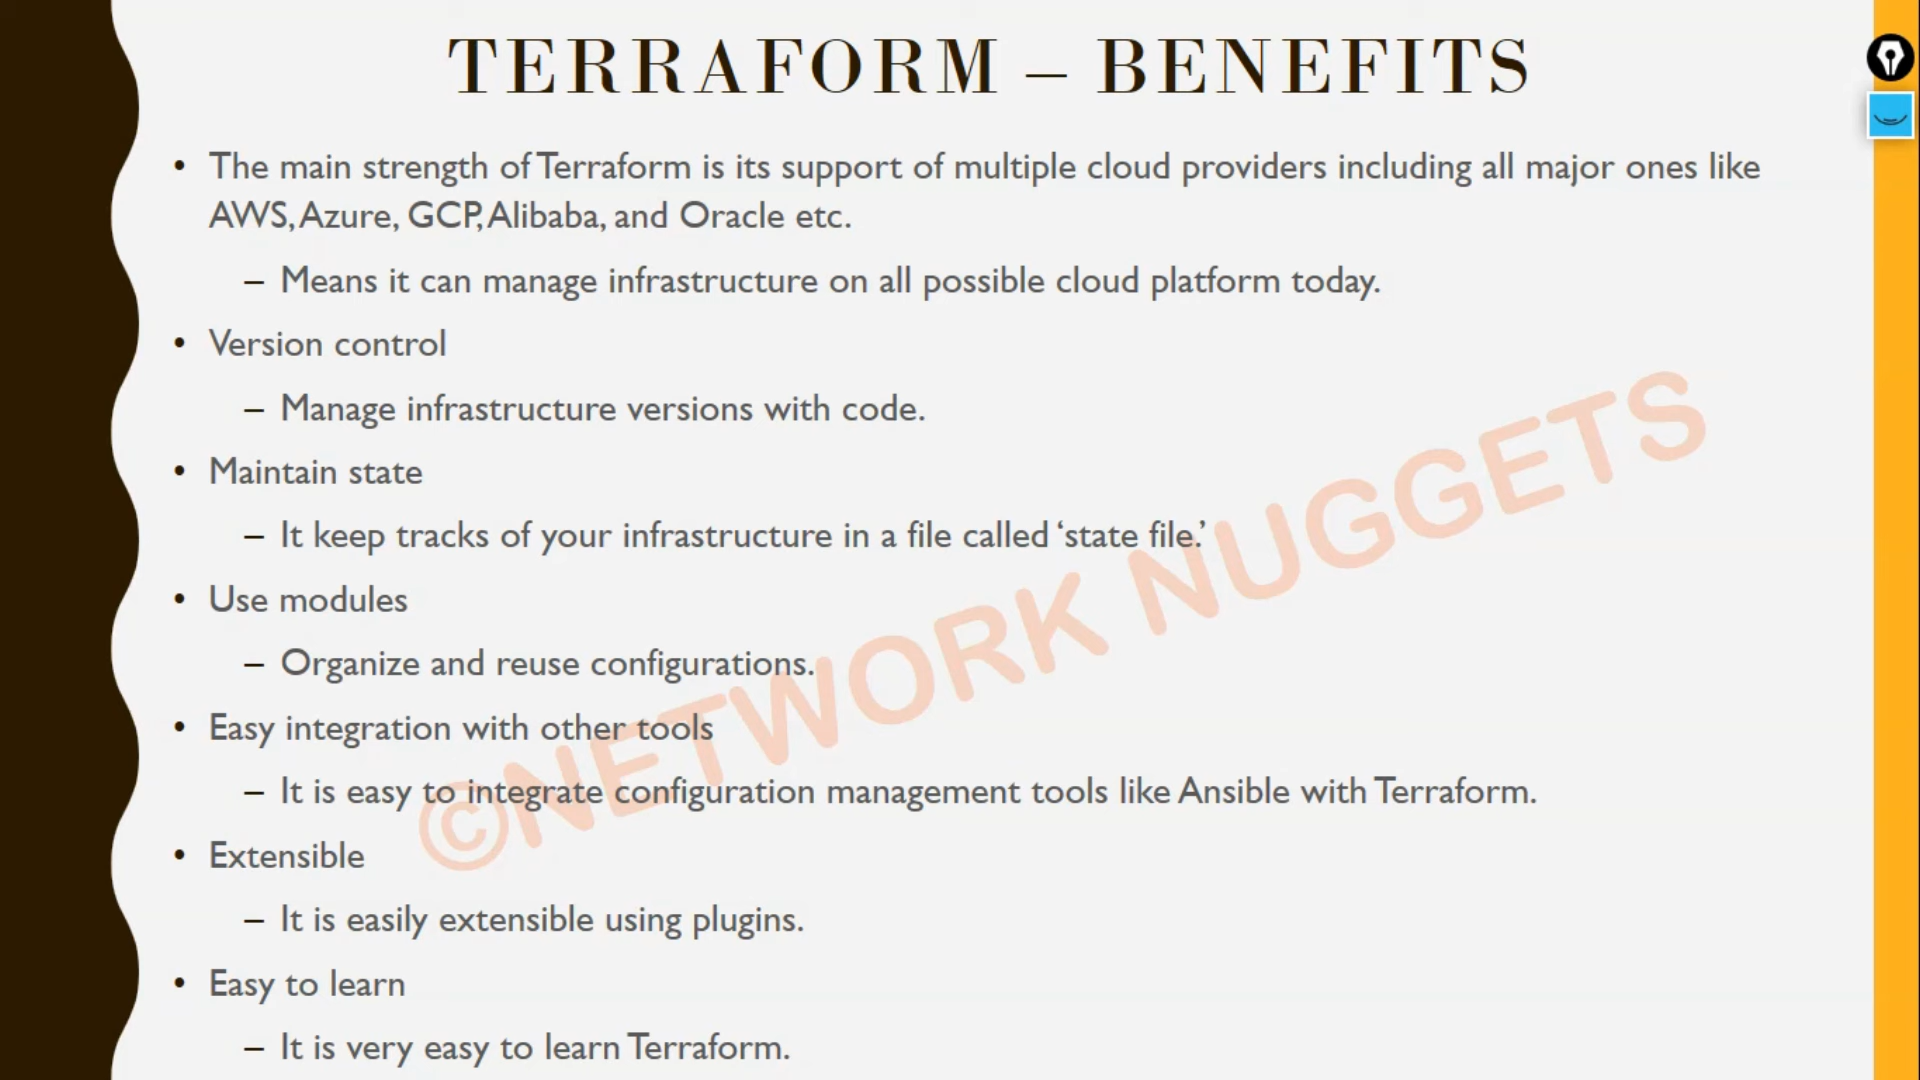 TERRAFORM – BENEFITS
• The main strength of Terraform is its support of multiple cloud providers including all major ones like
AWS, Azure, GCP, Alibaba, and Oracle etc.
– Means it can manage infrastructure on all possible cloud platform today.
• Version control
– Manage infrastructure versions with code.
• Maintain state
– It keep tracks of your infrastructure in a file called ‘state file.’
• Use modules
– Organize and reuse configurations.
• Easy integration with other tools
– It is easy to integrate configuration management tools like Ansible with Terraform.
• Extensible
– It is easily extensible using plugins.
• Easy to learn
– It is very easy to learn Terraform.
©NETWORK NUGGETS